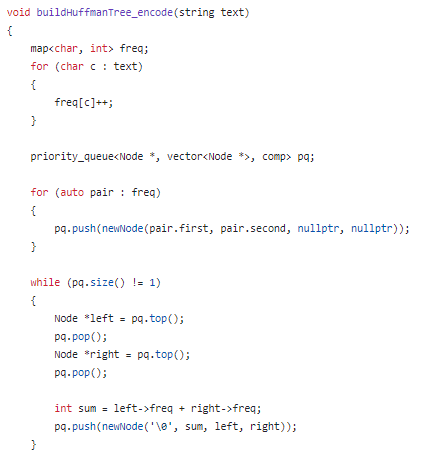 void buildHuffmanTree_encode(string text)
{
    map<char, int> freq;
    for (char c : text)
    {
        freq[c]++;
    }

    priority_queue<Node *, vector<Node *>, comp> pq;

    for (auto pair : freq)
    {
        pq.push(newNode(pair.first, pair.second, nullptr, nullptr));
    }

    while (pq.size() != 1)
    {
        Node *left = pq.top();
        pq.pop();
        Node *right = pq.top();
        pq.pop();

        int sum = left->freq + right->freq;
        pq.push(newNode('\0', sum, left, right));
    }